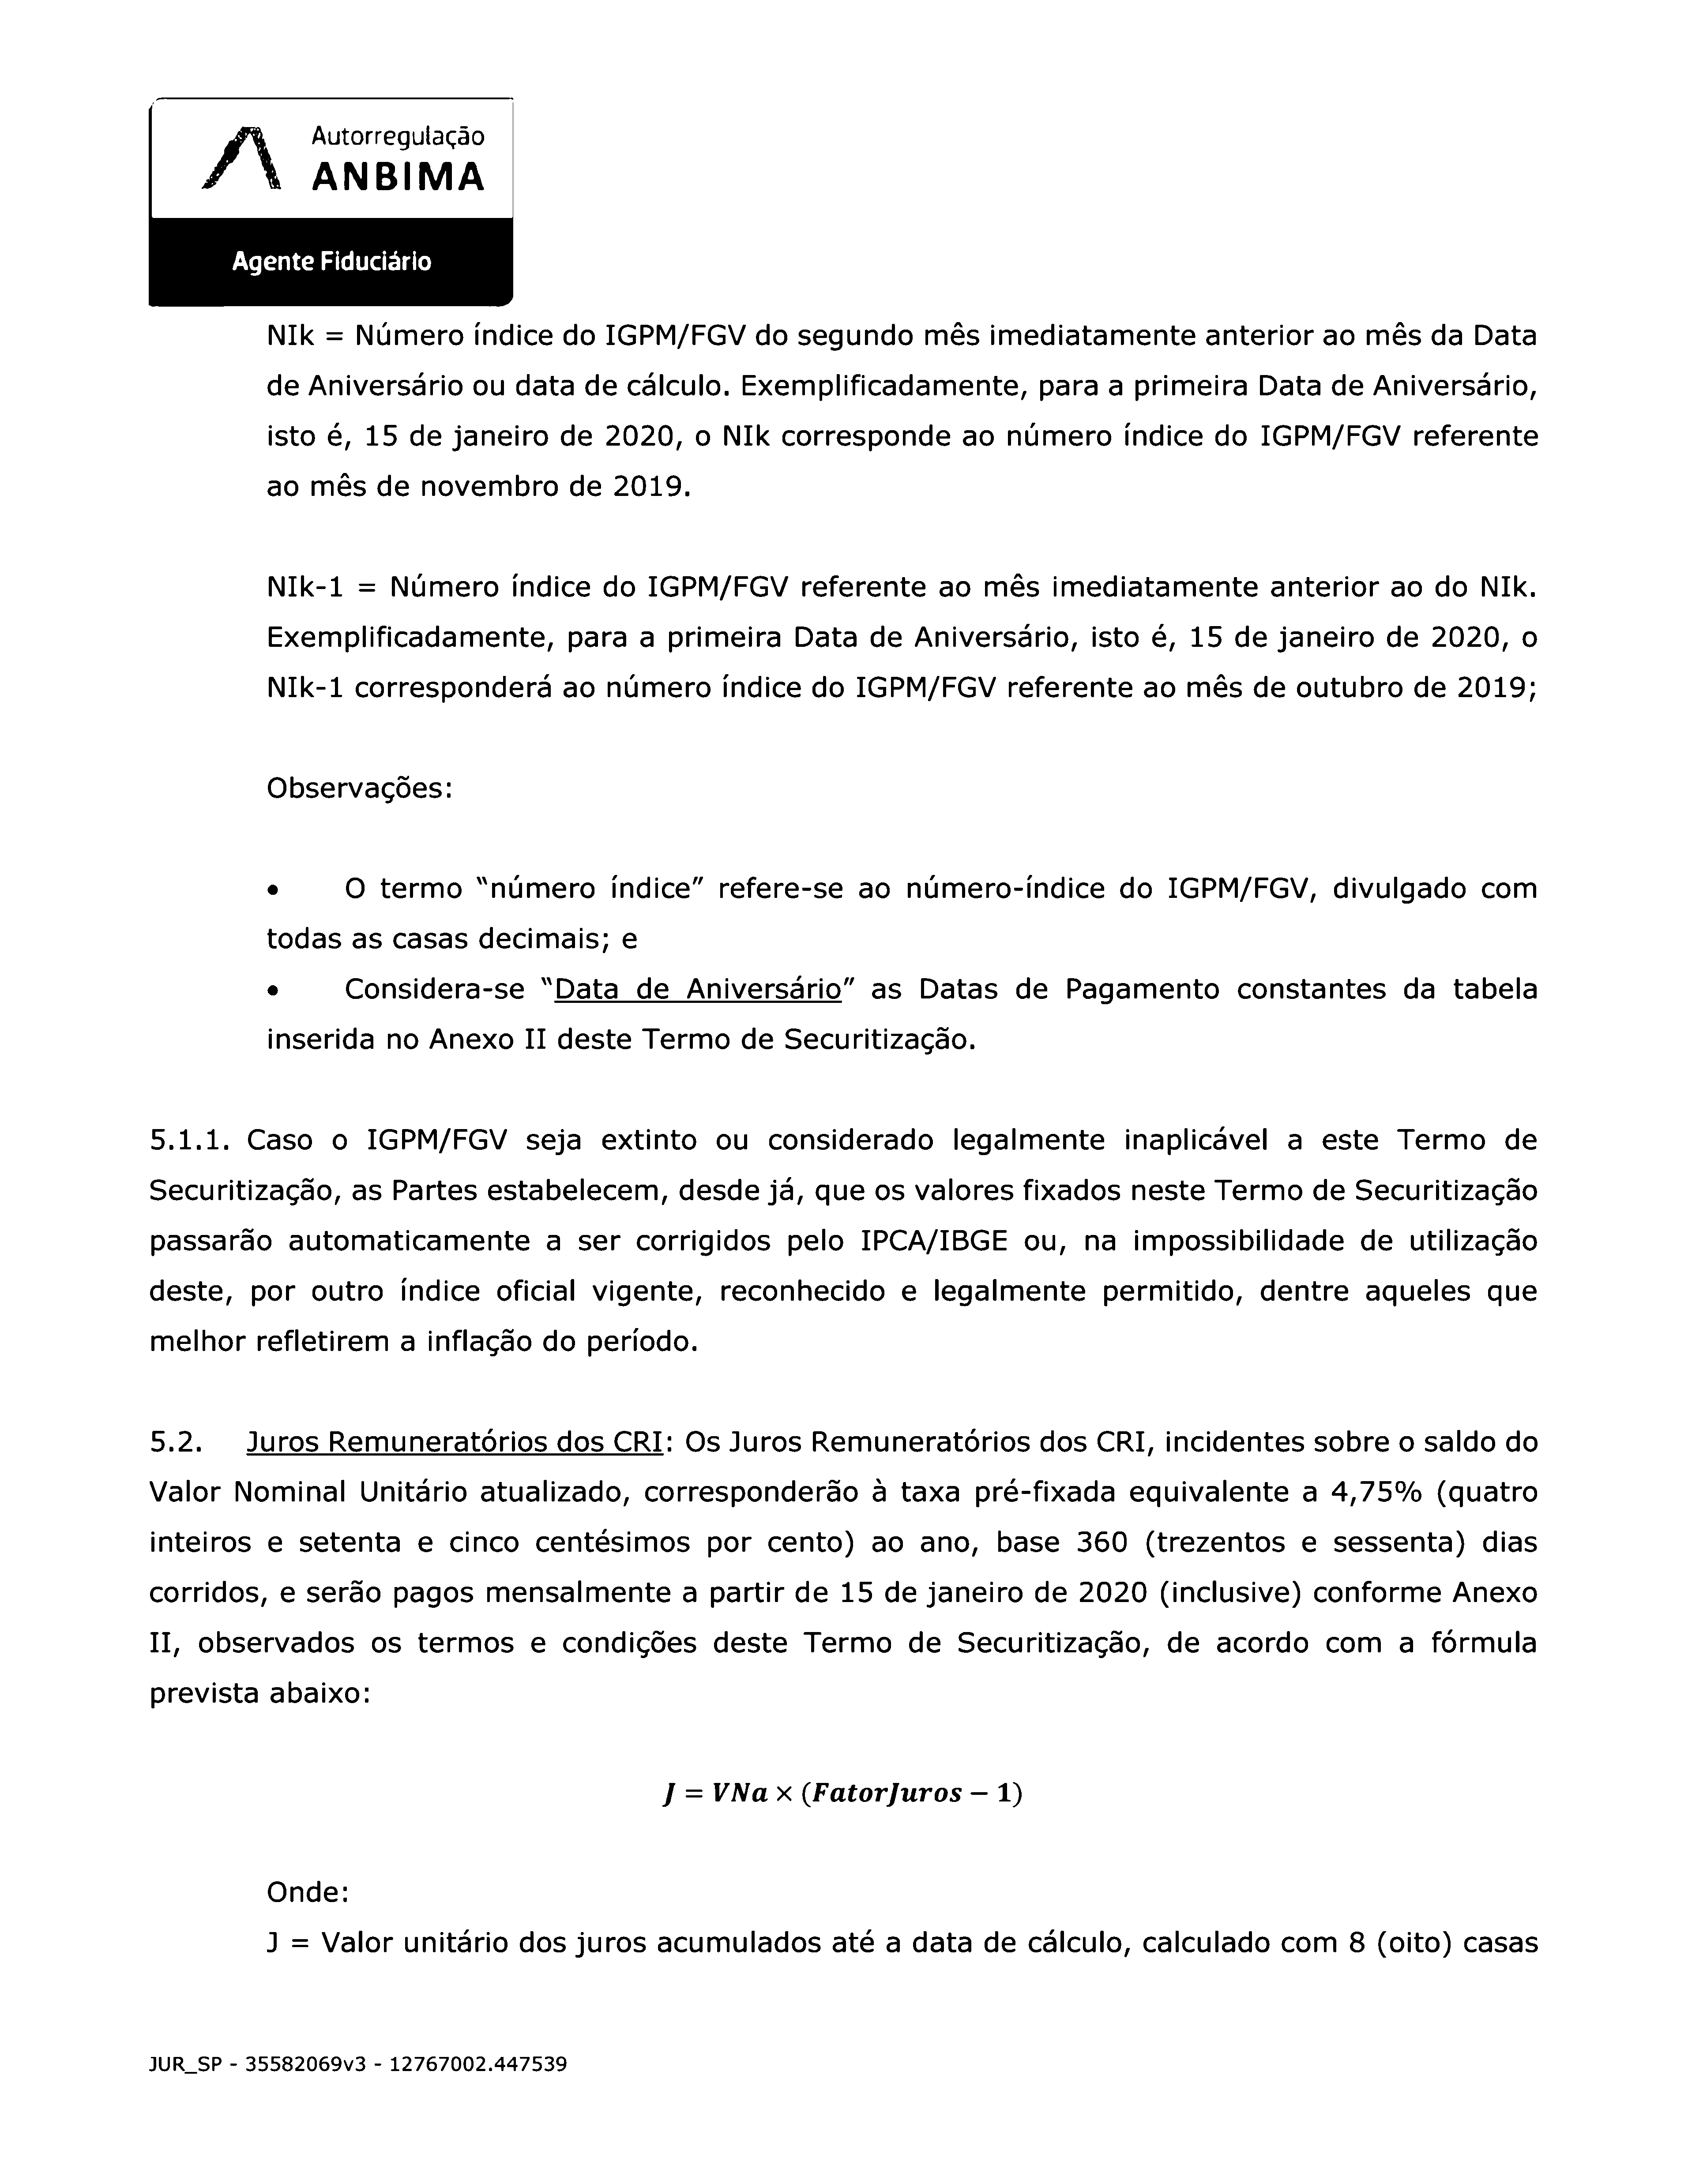 Autorregulação
ANBIMA
Agente Fiduciário
NIk = Número índice do IGPM/FGV do segundo mês imediatamente anterior ao mês da Data
de Aniversário ou data de cálculo. Exemplificadamente, para a primeira Data de Aniversário,
isto é, 15 de janeiro de 2020, o NIk corresponde ao número índice do IGPM/FGV referente
ao mês de novembro de 2019.
NIk-1 = Número índice do IGPM/FGV referente ao mês imediatamente anterior ao do NIk.
Exemplificadamente, para a primeira Data de Aniversário, isto é, 15 de janeiro de 2020, o
NIk-1 corresponderá ao número índice do IGPM/FGV referente ao mês de outubro de 2019;
Observações:
• O termo “número índice” refere-se ao número-índice do IGPM/FGV, divulgado com
todas as casas decimais; e
• Considera-se “Data de Aniversário” as Datas de Pagamento constantes da tabela
inserida no Anexo II deste Termo de Securitização.
5.1.1. Caso o IGPM/FGV seja extinto ou considerado legalmente inaplicável a este Termo de
Securitização, as Partes estabelecem, desde já, que os valores fixados neste Termo de Securitização
passarão automaticamente a ser corrigidos pelo IPCA/IBGE ou, na impossibilidade de utilização
deste, por outro índice oficial vigente, reconhecido e legalmente permitido, dentre aqueles que
melhor refletirem a inflação do período.
5.2. Juros Remuneratórios dos CRI: Os Juros Remuneratórios dos CRI, incidentes sobre o saldo do
Valor Nominal Unitário atualizado, corresponderão à taxa pré-fixada equivalente a 4,75% (quatro
inteiros e setenta e cinco centésimos por cento) ao ano, base 360 (trezentos e sessenta) dias
corridos, e serão pagos mensalmente a partir de 15 de janeiro de 2020 (inclusive) conforme Anexo
II, observados os termos e condições deste Termo de Securitização, de acordo com a fórmula
prevista abaixo:
J = VNa × (FatorJuros − 1)
Onde:
J = Valor unitário dos juros acumulados até a data de cálculo, calculado com 8 (oito) casas
JUR_SP - 35582069v3 - 12767002.447539